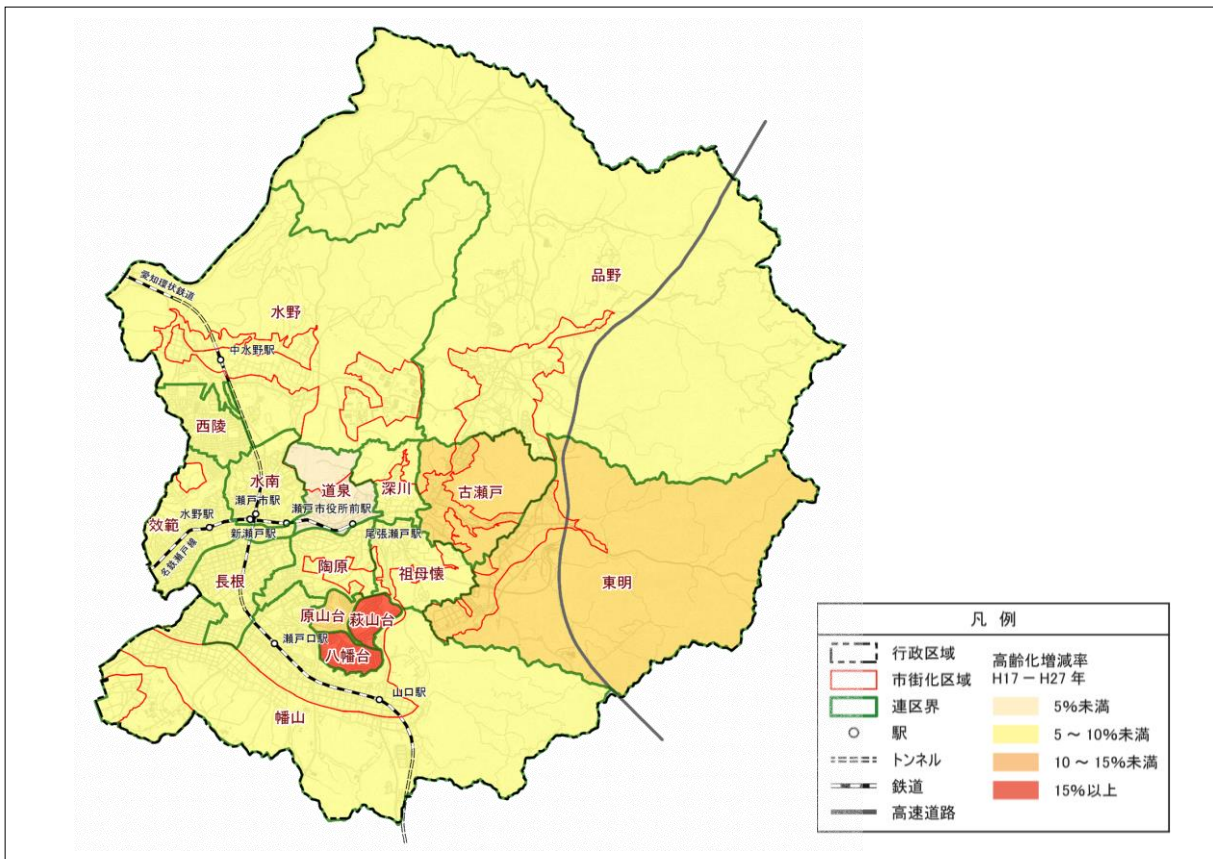 愛知環状鉄道
品野
水野
中水野駅
西陵
水南
道泉
深川
古瀬戸
瀬戸市駅
瀬戸市役所前駅
水野駅
効範
新瀬戸駅
尾張瀬戸駅
名鉄瀬戸線
陶原
祖母懐
長根
東明
原山台
萩山台
瀬戸口駅
八幡台
山口駅
幡山
凡 例
行政区域
市街化区域
連区界
駅
トンネル
鉄道
高速道路
高齢化増減率
H17-H27 年
5%未満
5 ~ 10%未満
10 ~ 15%未満
15%以上